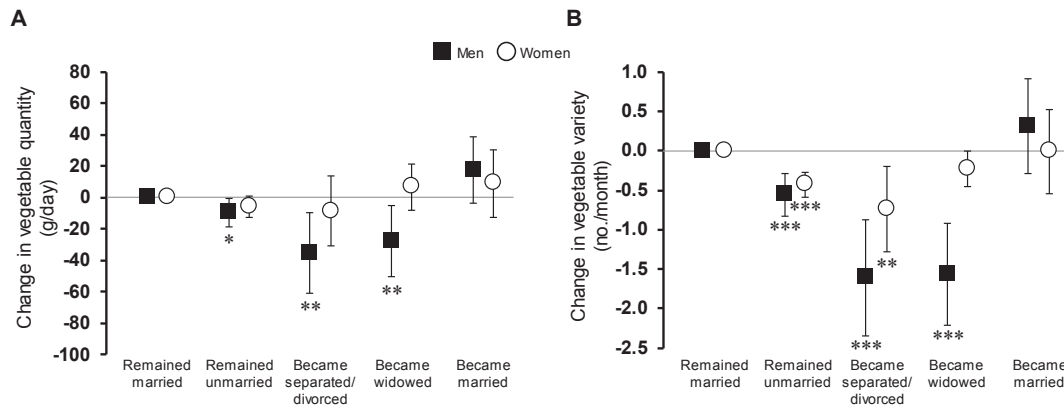 A
Men
Women
Change in vegetable quantity
(g/day)
80
60
40
20
0
-20
-40
-60
-80
-100
*
**
**
Remained
married
Remained
unmarried
Became
separated/
divorced
Became
widowed
Became
married
B
Change in vegetable variety
(no./month)
1.0
0.5
0.0
-0.5
-1.0
-1.5
-2.0
-2.5
***
***
***
**
***
Remained
married
Remained
unmarried
Became
separated/
divorced
Became
widowed
Became
married